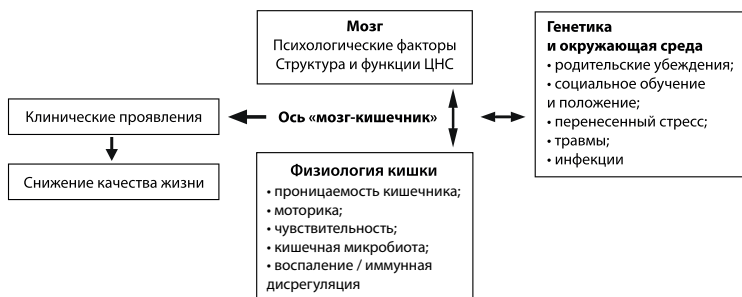 Мозг
Психологические факторы
Структура и функции ЦНС
Генетика
и окружающая среда
• родительские убеждения;
• социальное обучение
и положение;
• перенесенный стресс;
• травмы;
• инфекции
Клинические проявления
Ось «мозг-кишечник»
Снижение качества жизни
Физиология кишки
• проницаемость кишечника;
• моторика;
• чувствительность;
• кишечная микробиота;
• воспаление / иммунная
дисрегуляция